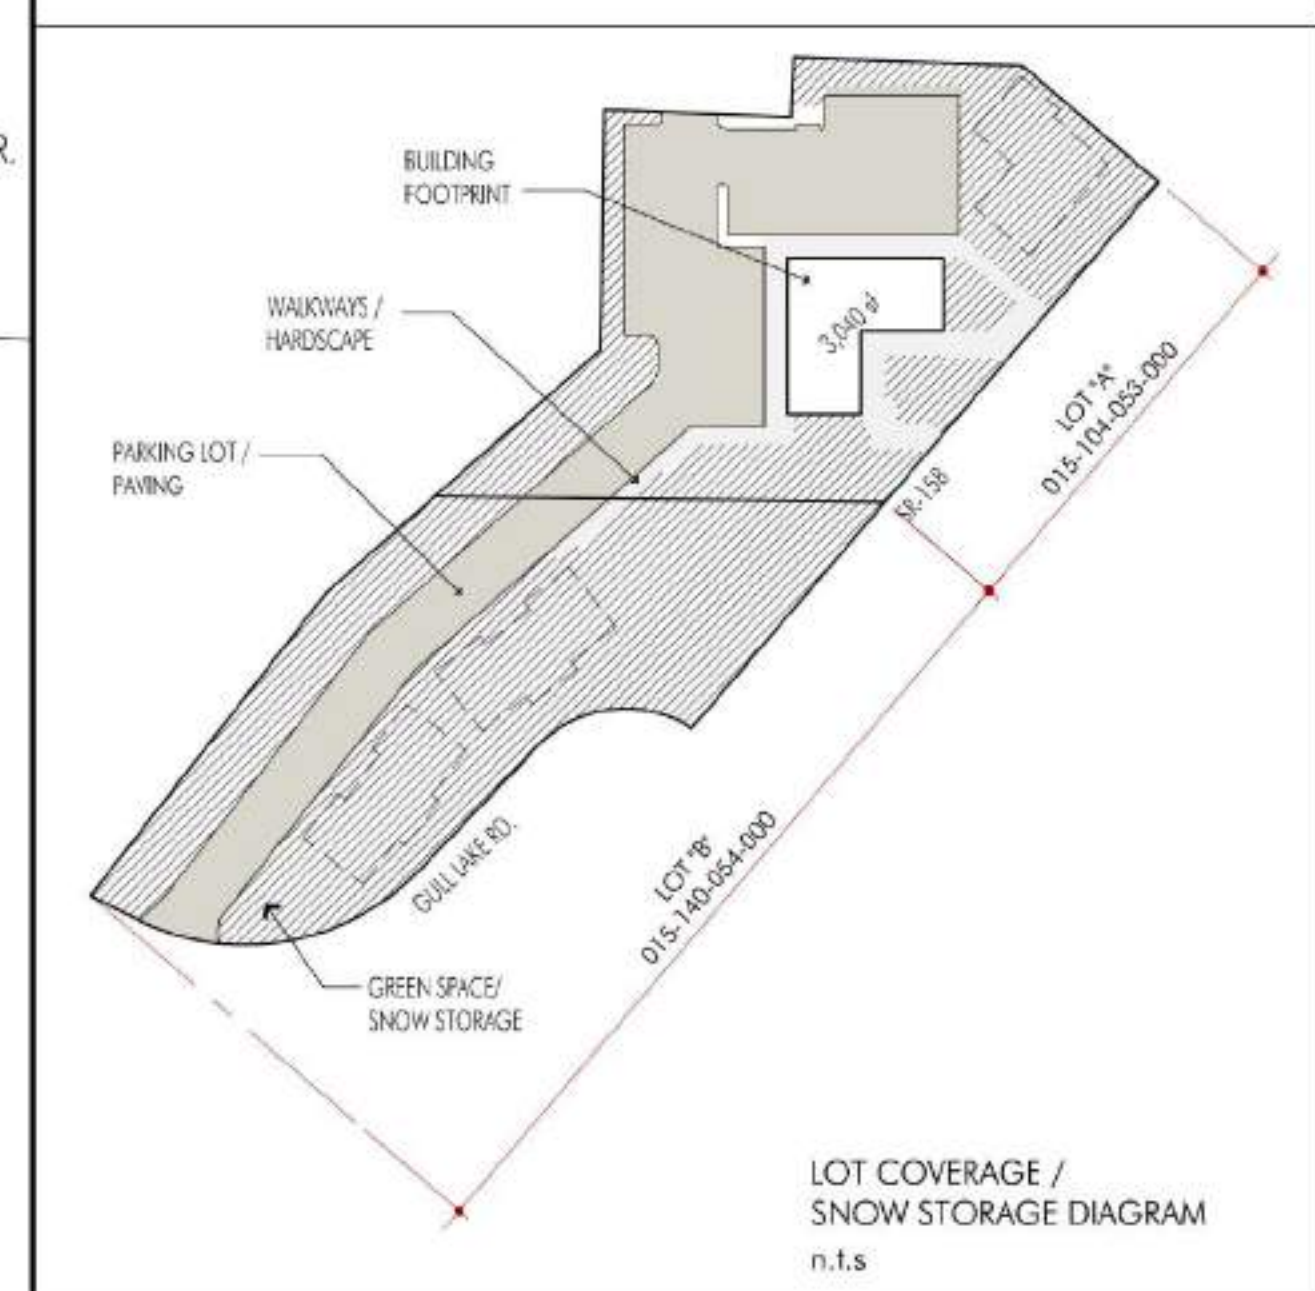 R.
BUILDING
FOOTPRINT
3,040 sf
WALKWAYS /
HARDSCAPE
PARKING LOT /
PAVING
LOT "A"
015-104-053-000
SR-158
LOT "B"
015-140-054-000
GULL LAKE RD.
GREEN SPACE/
SNOW STORAGE
LOT COVERAGE /
SNOW STORAGE DIAGRAM
n.t.s